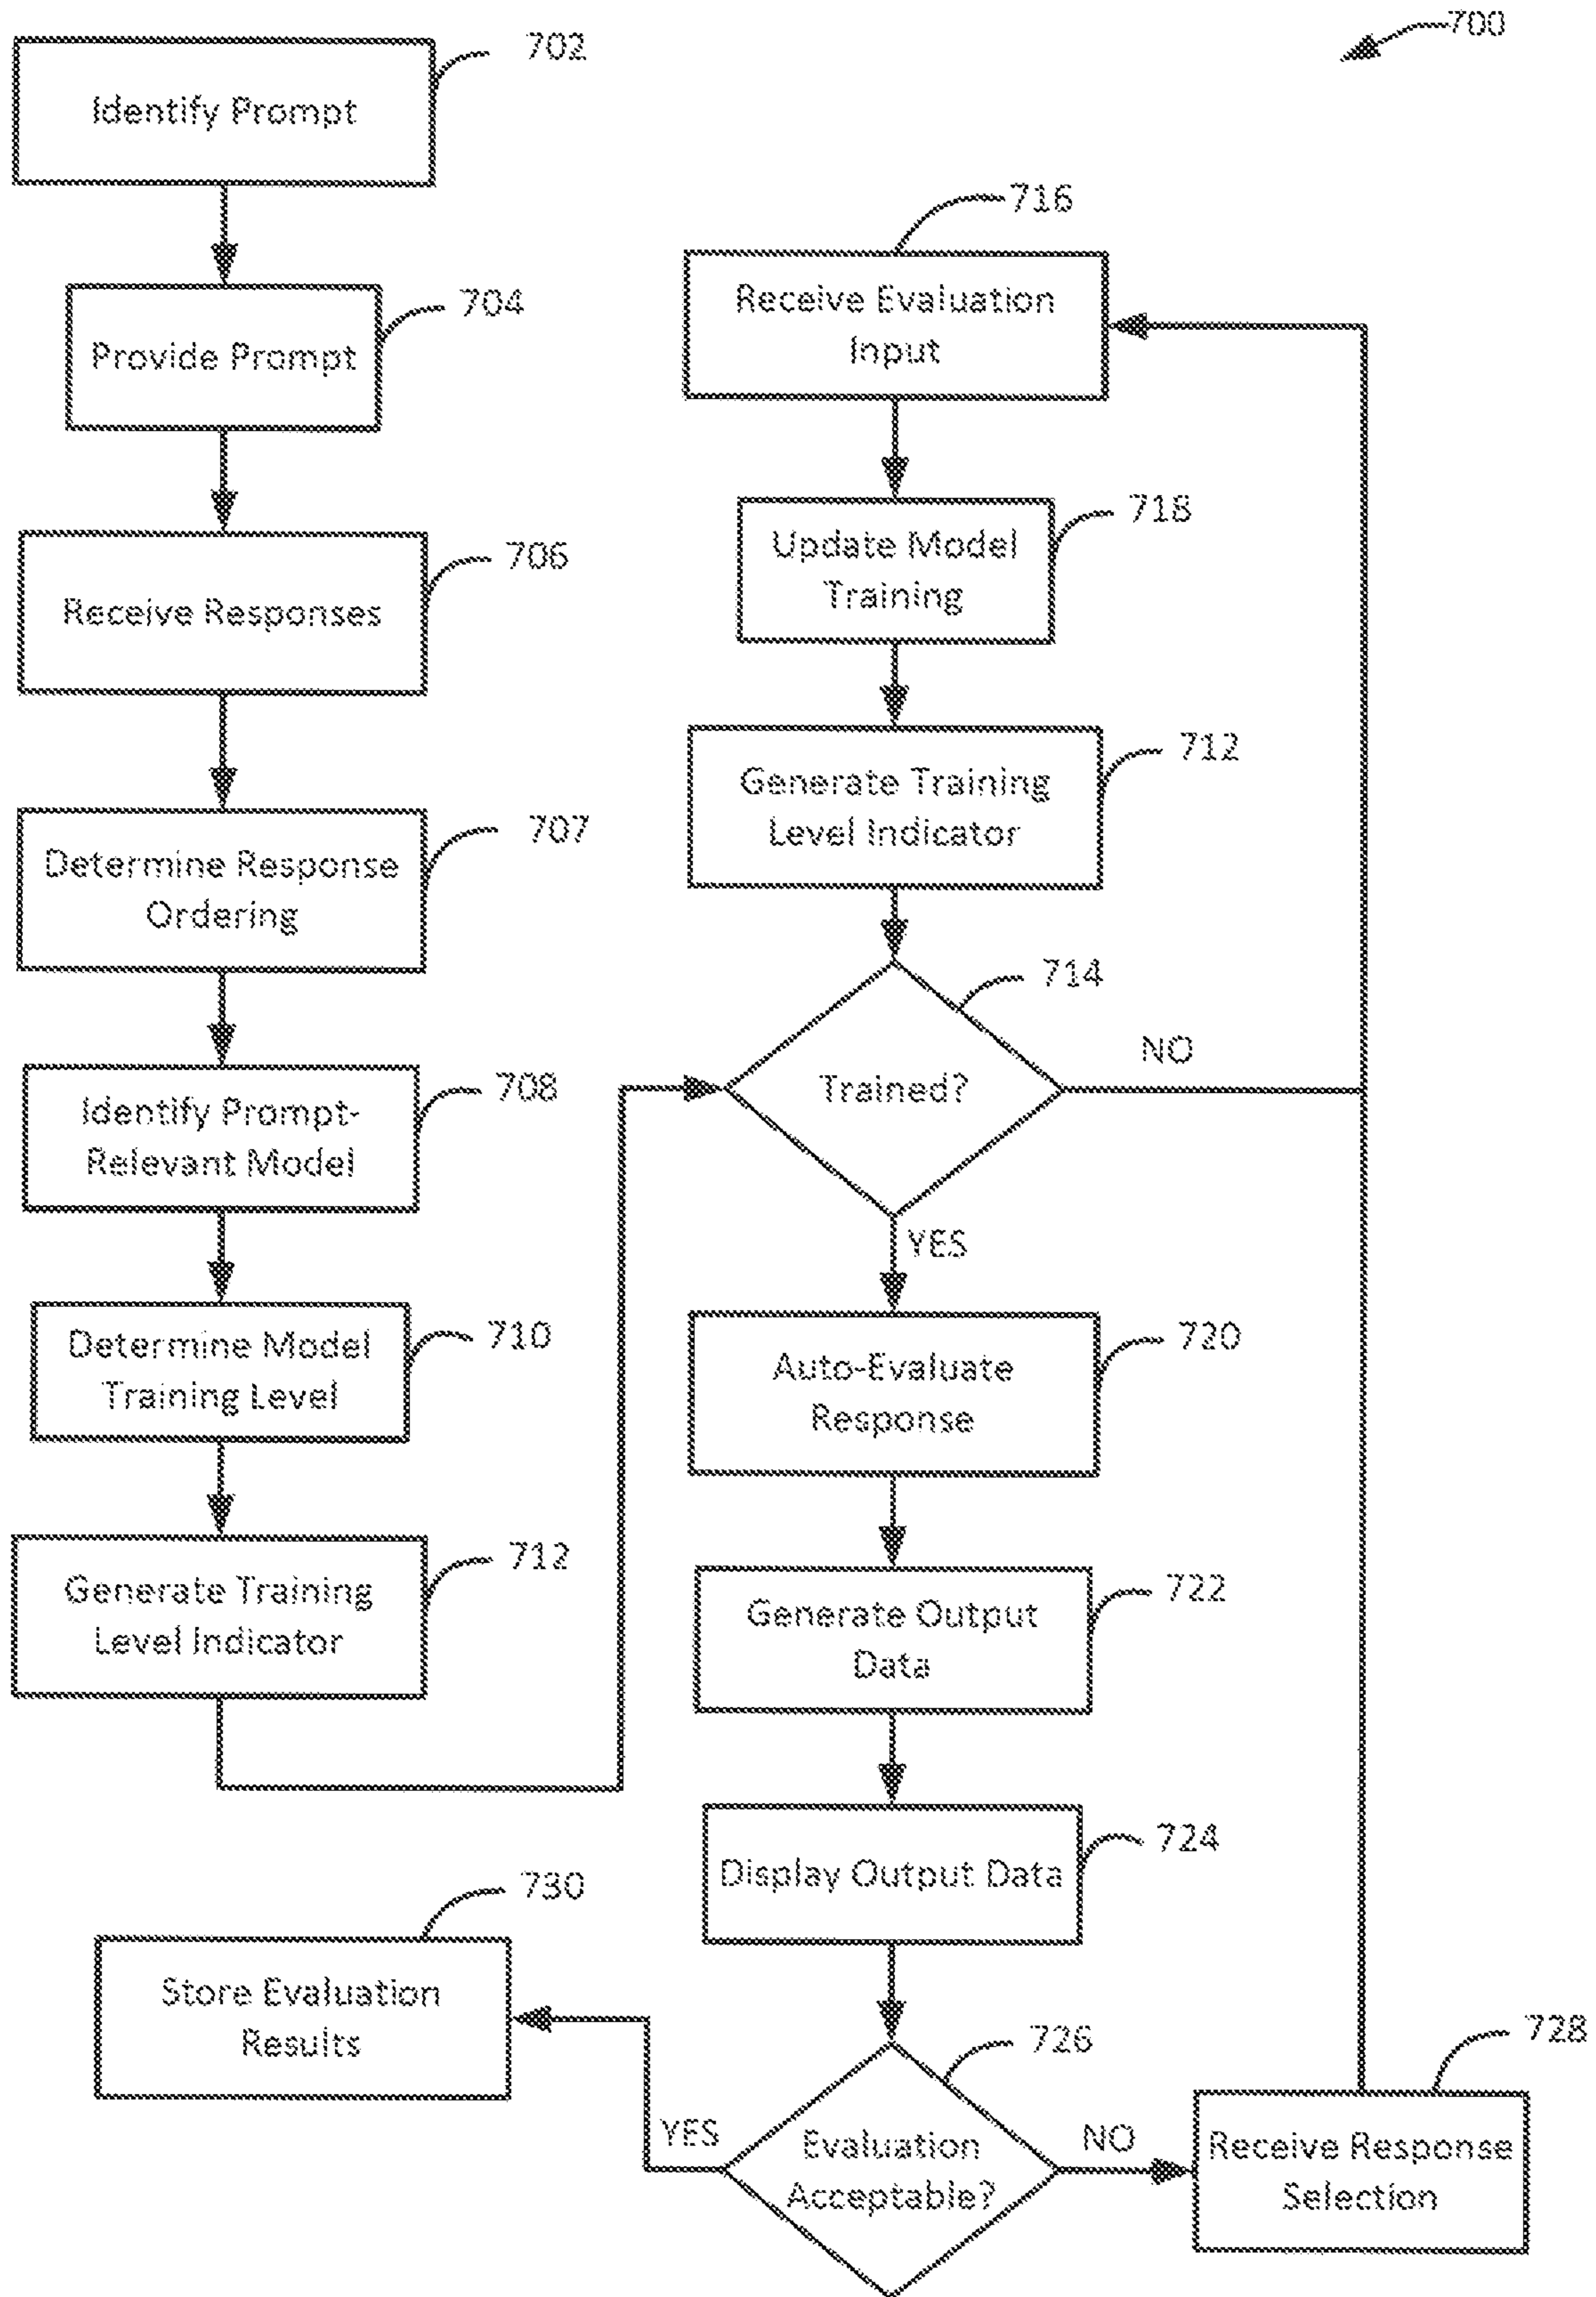 700
702
Identify Prompt
704
Provide Prompt
706
Receive Responses
707
Determine Response
Ordering
708
Identify Prompt-
Relevant Model
710
Determine Model
Training Level
712
Generate Training
Level Indicator
716
Receive Evaluation
Input
718
Update Model
Training
712
Generate Training
Level Indicator
714
Trained?
NO
YES
720
Auto-Evaluate
Response
722
Generate Output
Data
724
Display Output Data
726
Evaluation
Acceptable?
YES
NO
728
Receive Response
Selection
730
Store Evaluation
Results